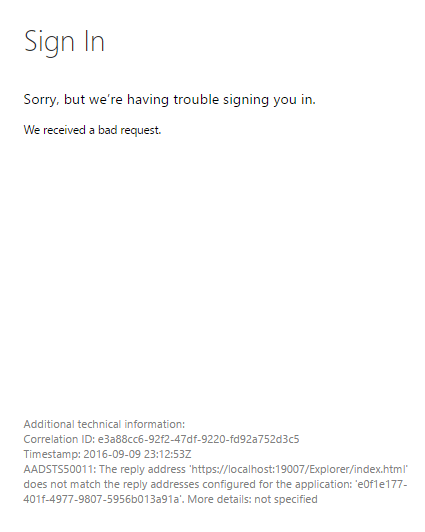 Sign In
Sorry, but we're having trouble signing you in.
We received a bad request.
Additional technical information:
Correlation ID: e3a88cc6-92f2-47df-9220-fd92a752d3c5
Timestamp: 2016-09-09 23:12:53Z
AADSTS50011: The reply address 'https://localhost:19007/Explorer/index.html'
does not match the reply addresses configured for the application: 'e0f1e177-
401f-4977-9807-5956b013a91a'. More details: not specified